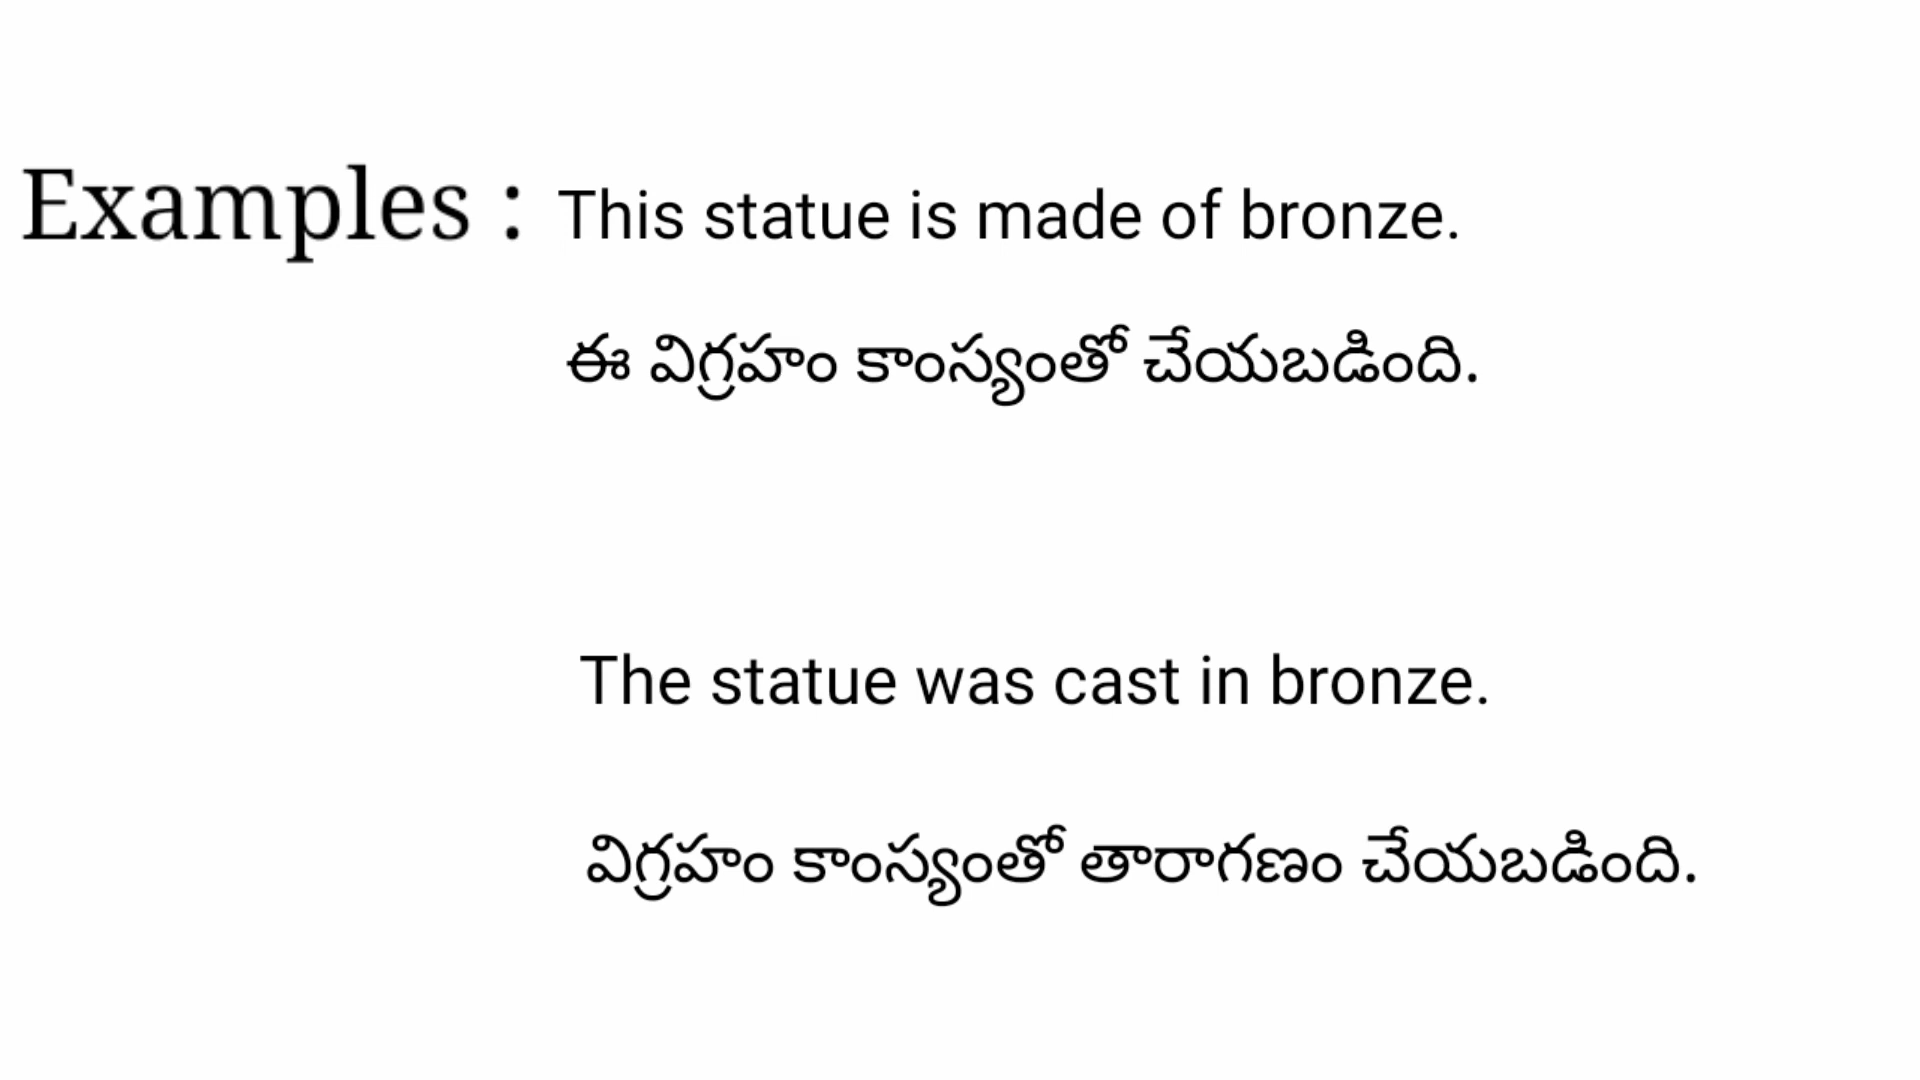 Examples : This statue is made of bronze.
ఈ విగ్రహం కాంస్యంతో చేయబడింది.
The statue was cast in bronze.
విగ్రహం కాంస్యంతో తారాగణం చేయబడింది.